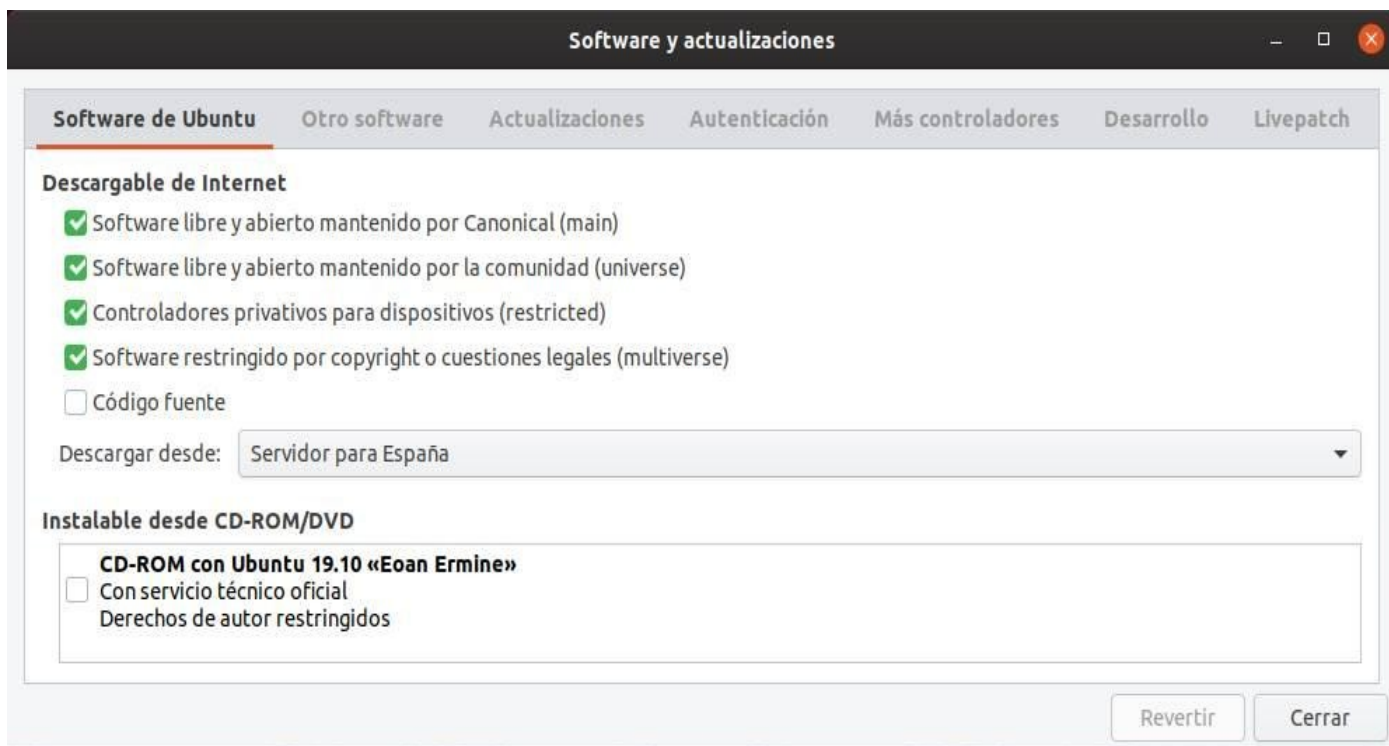 Software y actualizaciones
Software de Ubuntu Otro software Actualizaciones Autenticación Más controladores Desarrollo Livepatch
Descargable de Internet
Software libre y abierto mantenido por Canonical (main)
Software libre y abierto mantenido por la comunidad (universe)
Controladores privativos para dispositivos (restricted)
Software restringido por copyright o cuestiones legales (multiverse)
Código fuente
Descargar desde: Servidor para España
Instalable desde CD-ROM/DVD
CD-ROM con Ubuntu 19.10 «Eoan Ermine»
Con servicio técnico oficial
Derechos de autor restringidos
Revertir Cerrar